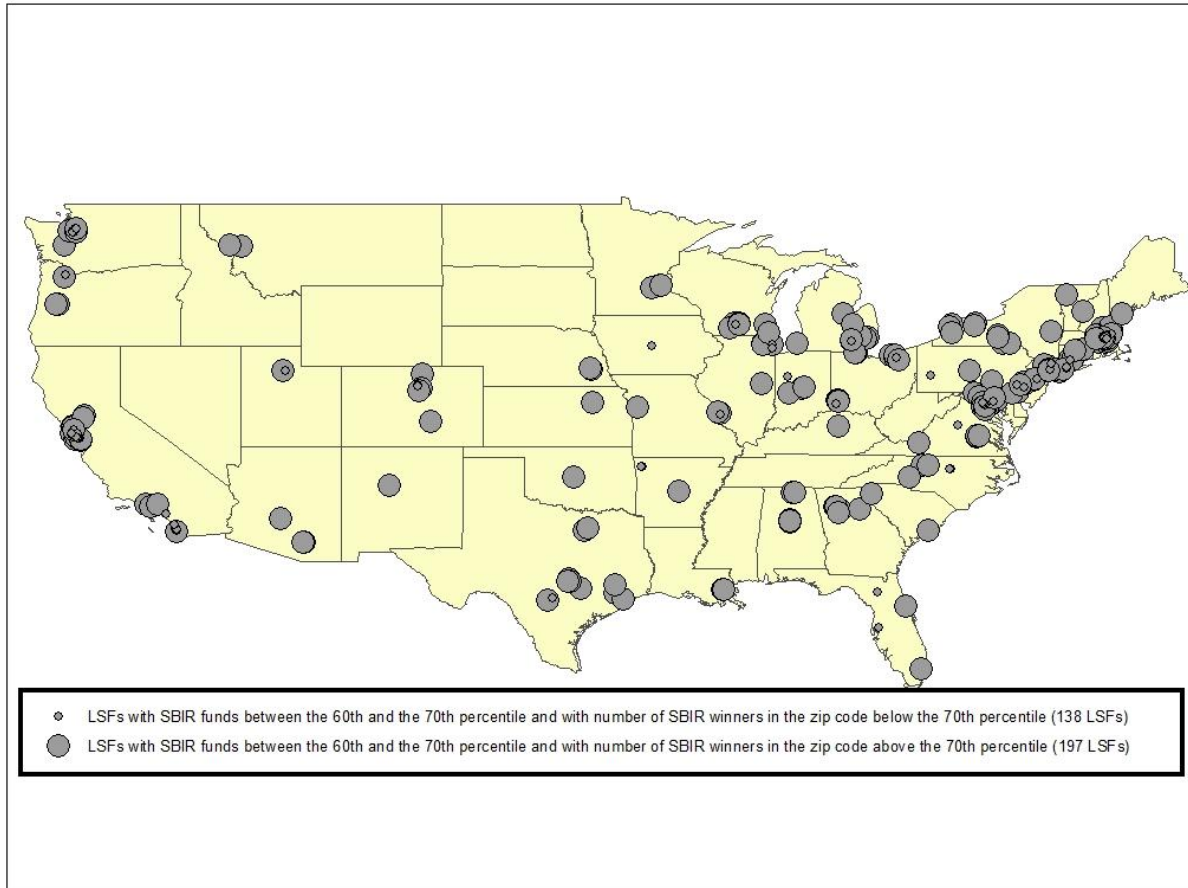 LSFs with SBIR funds between the 60th and the 70th percentile and with number of SBIR winners in the zip code below the 70th percentile (138 LSFs)
LSFs with SBIR funds between the 60th and the 70th percentile and with number of SBIR winners in the zip code above the 70th percentile (197 LSFs)